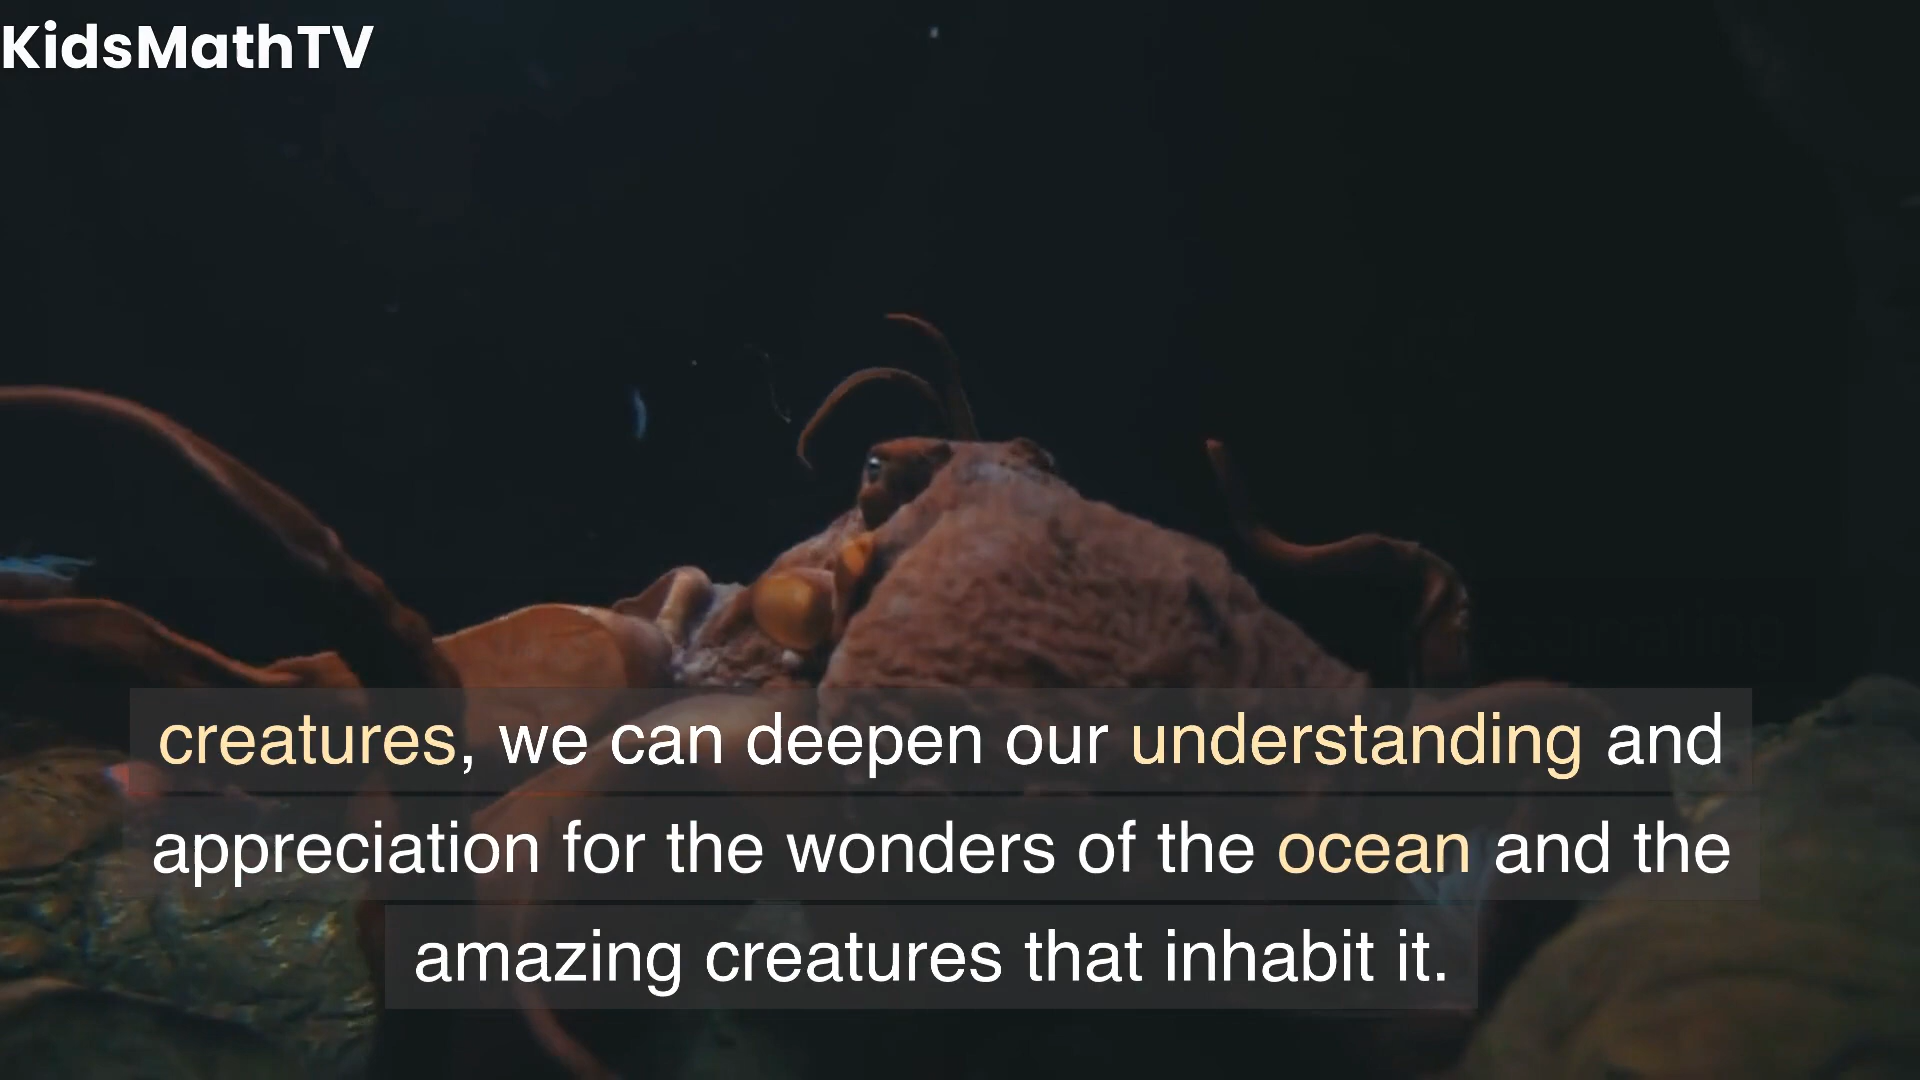 KidsMathTV
creatures, we can deepen our understanding and
appreciation for the wonders of the ocean and the
amazing creatures that inhabit it.